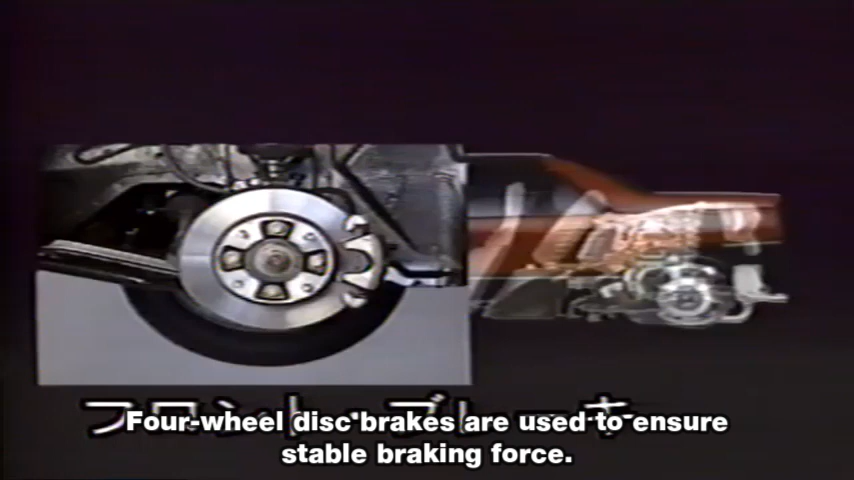 フロント・ブレーキ
Four-wheel disc brakes are used to ensure
stable braking force.